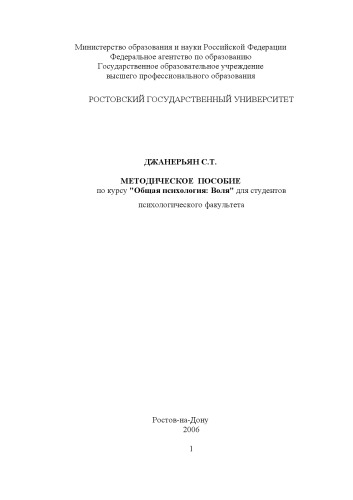 Министерство образования и науки Российской Федерации
Федеральное агентство по образованию
Государственное образовательное учреждение
высшего профессионального образования
РОСТОВСКИЙ ГОСУДАРСТВЕННЫЙ УНИВЕРСИТЕТ
ДЖАНЕРЬЯН С.Т.
МЕТОДИЧЕСКОЕ ПОСОБИЕ
по курсу "Общая психология: Воля" для студентов
психологического факультета
Ростов-на-Дону
2006
1